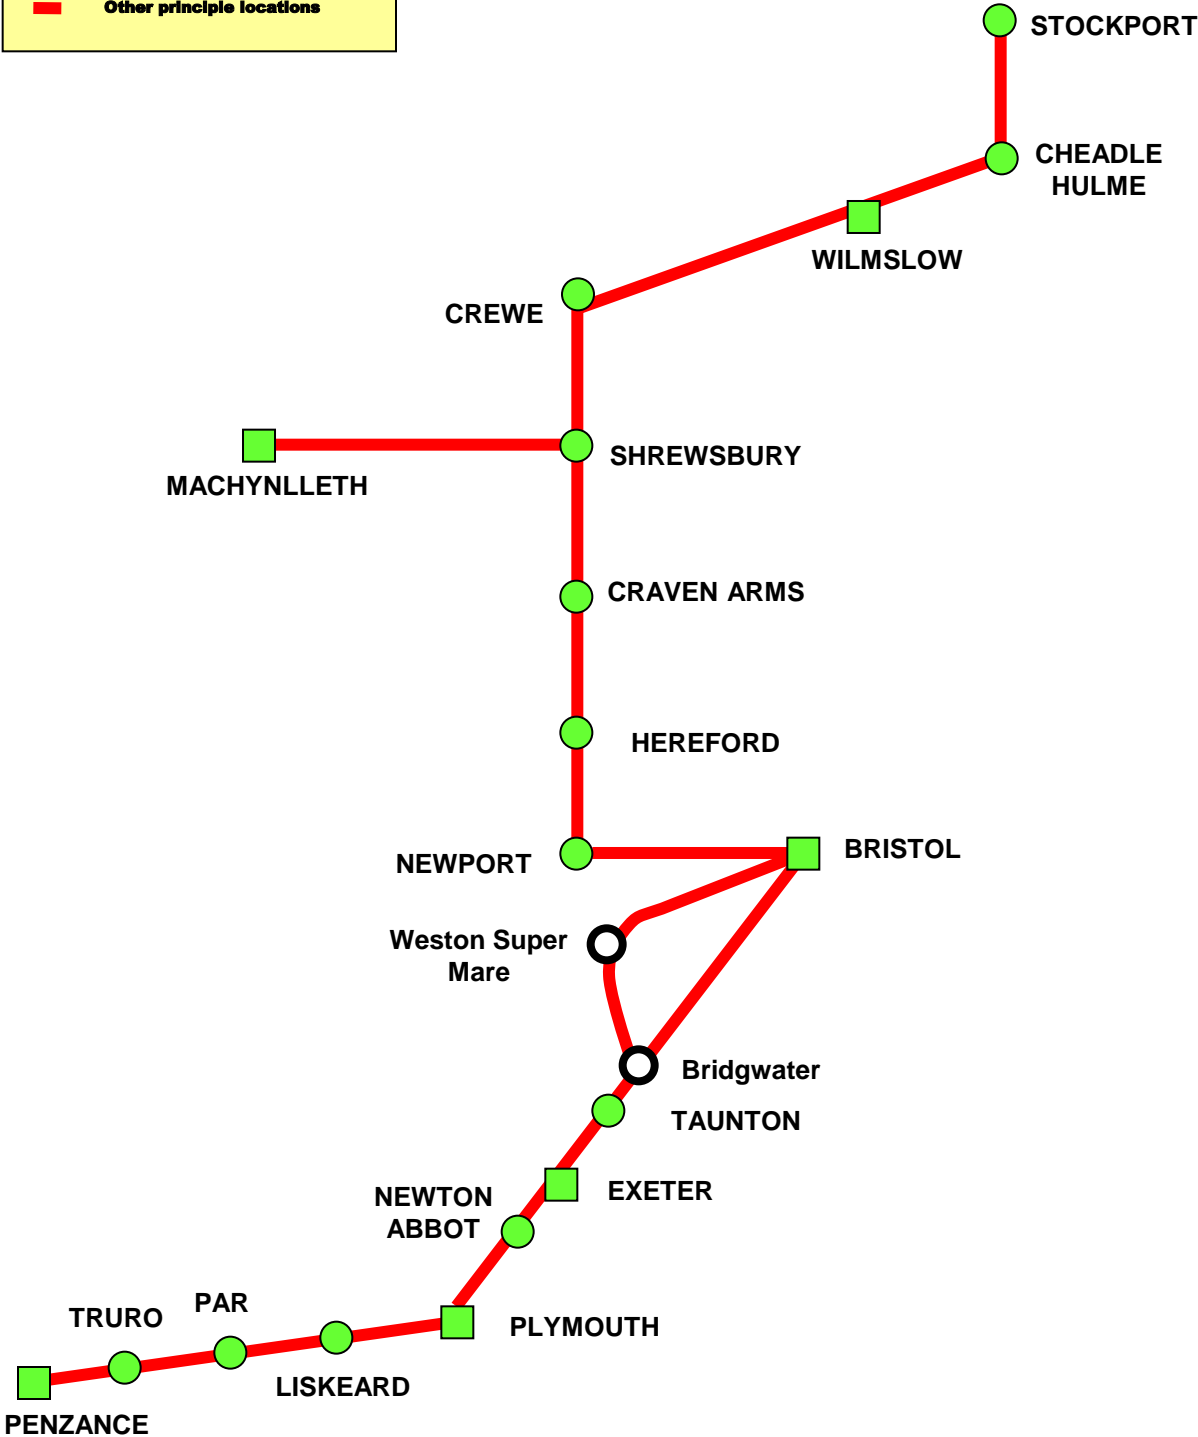 Other principle locations
STOCKPORT
CHEADLE
HULME
WILMSLOW
CREWE
SHREWSBURY
MACHYNLLETH
CRAVEN ARMS
HEREFORD
NEWPORT
BRISTOL
Weston Super
Mare
Bridgwater
TAUNTON
EXETER
NEWTON
ABBOT
PAR
TRURO
PLYMOUTH
LISKEARD
PENZANCE